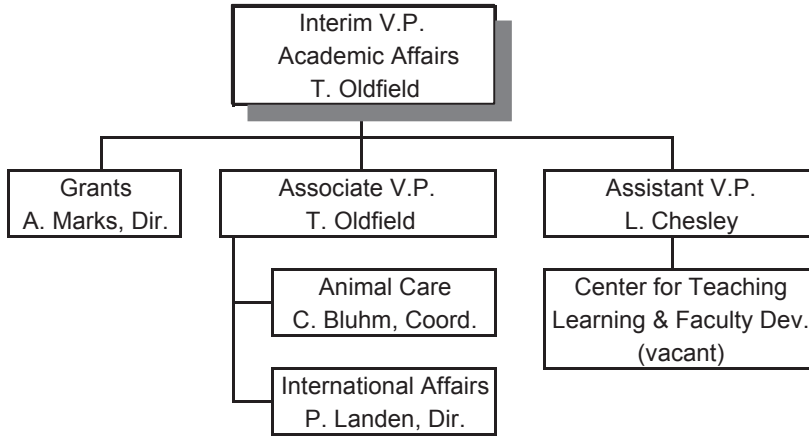 Interim V.P.
Academic Affairs
T. Oldfield
Grants
A. Marks, Dir.
Associate V.P.
T. Oldfield
Assistant V.P.
L. Chesley
Animal Care
C. Bluhm, Coord.
Center for Teaching
Learning & Faculty Dev.
(vacant)
International Affairs
P. Landen, Dir.